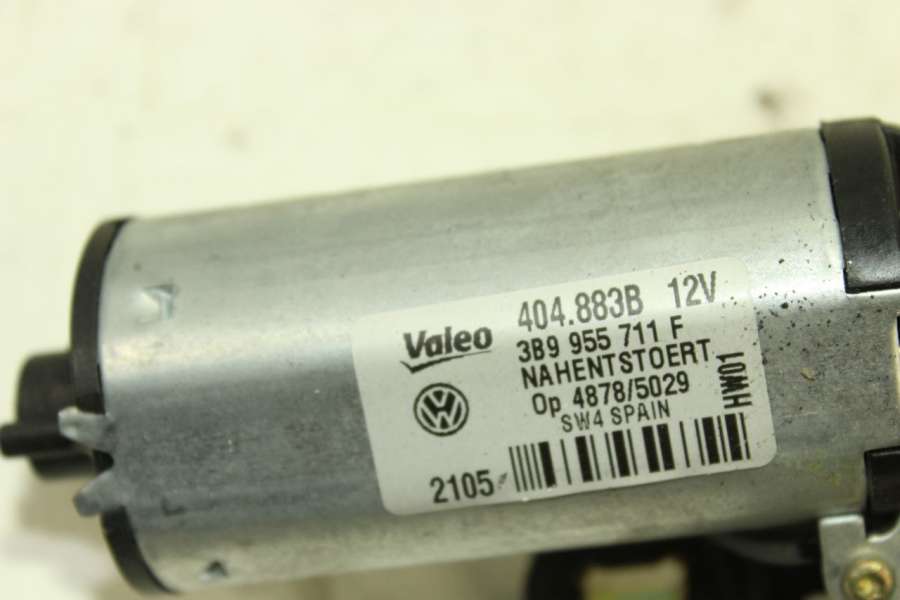 Valeo 404.883B 12V
3B9 955 711 F
NAHENTSTOERT
Op 4878/5029
SW4 SPAIN
HW01
2105